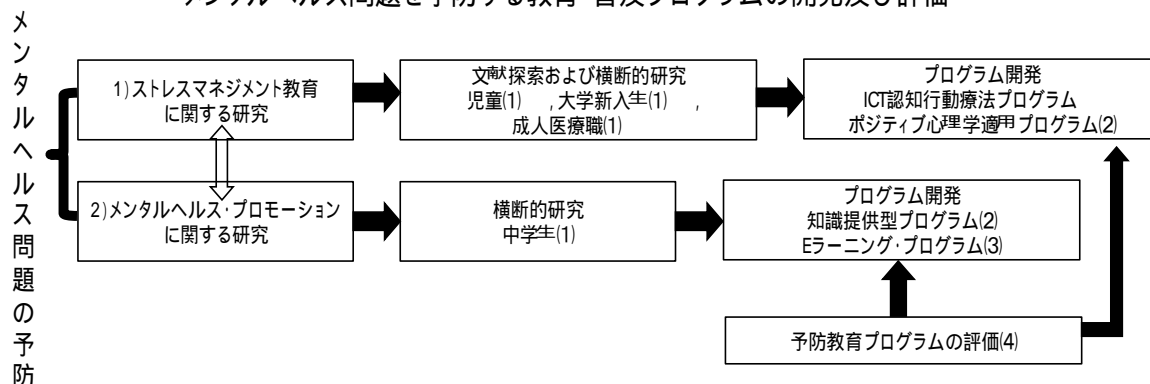 メンタルヘルス問題を予防する教育・普及プログラムの開発及び評価
メンタルヘルス問題の予防
1)ストレスマネジメント教育
に関する研究
文献探索および横断的研究
児童(1) ,大学新入生(1) ,
成人医療職(1)
プログラム開発
ICT認知行動療法プログラム
ポジティブ心理学適用プログラム(2)
2)メンタルヘルス・プロモーション
に関する研究
横断的研究
中学生(1)
プログラム開発
知識提供型プログラム(2)
Eラーニング・プログラム(3)
予防教育プログラムの評価(4)